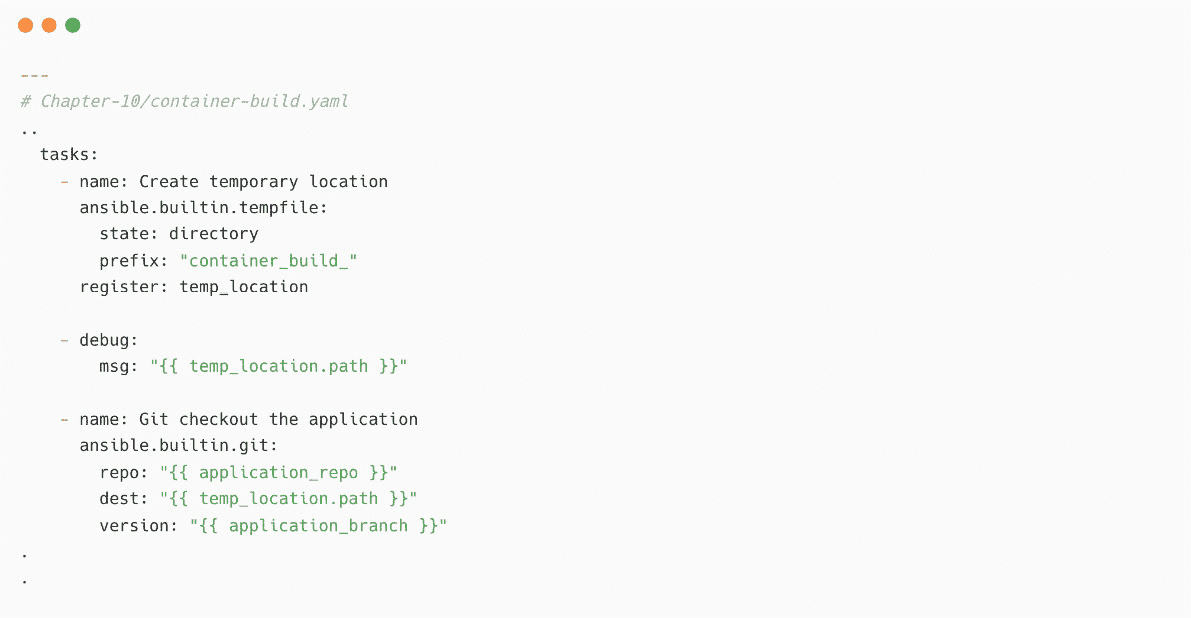 ---
# Chapter-10/container-build.yaml
..
  tasks:
    - name: Create temporary location
      ansible.builtin.tempfile:
        state: directory
        prefix: "container_build_"
      register: temp_location

    - debug:
        msg: "{{ temp_location.path }}"

    - name: Git checkout the application
      ansible.builtin.git:
        repo: "{{ application_repo }}"
        dest: "{{ temp_location.path }}"
        version: "{{ application_branch }}"
.
.